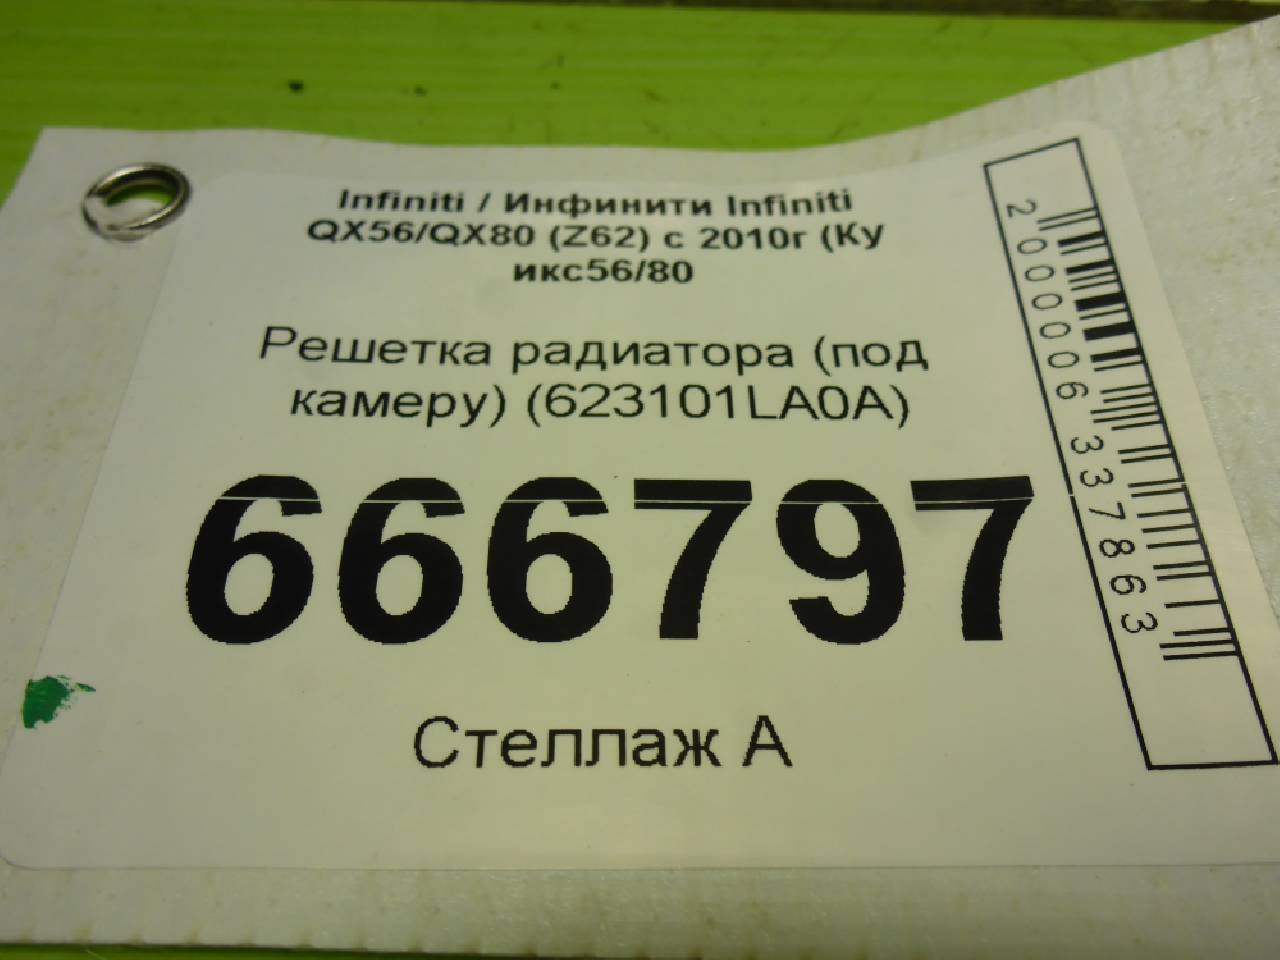 Infiniti / Инфинити Infiniti
QX56/QX80 (Z62) с 2010г (Ку
икс56/80
Решетка радиатора (под
камеру) (623101LA0A)
666797
Стеллаж А
2000006337863